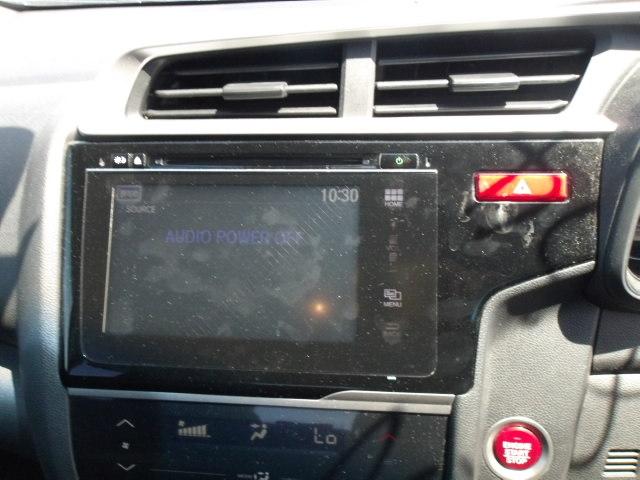 10:30
HOME
SOURCE
AUDIO POWER OFF
MENU
Lo
ENGINE
START
STOP